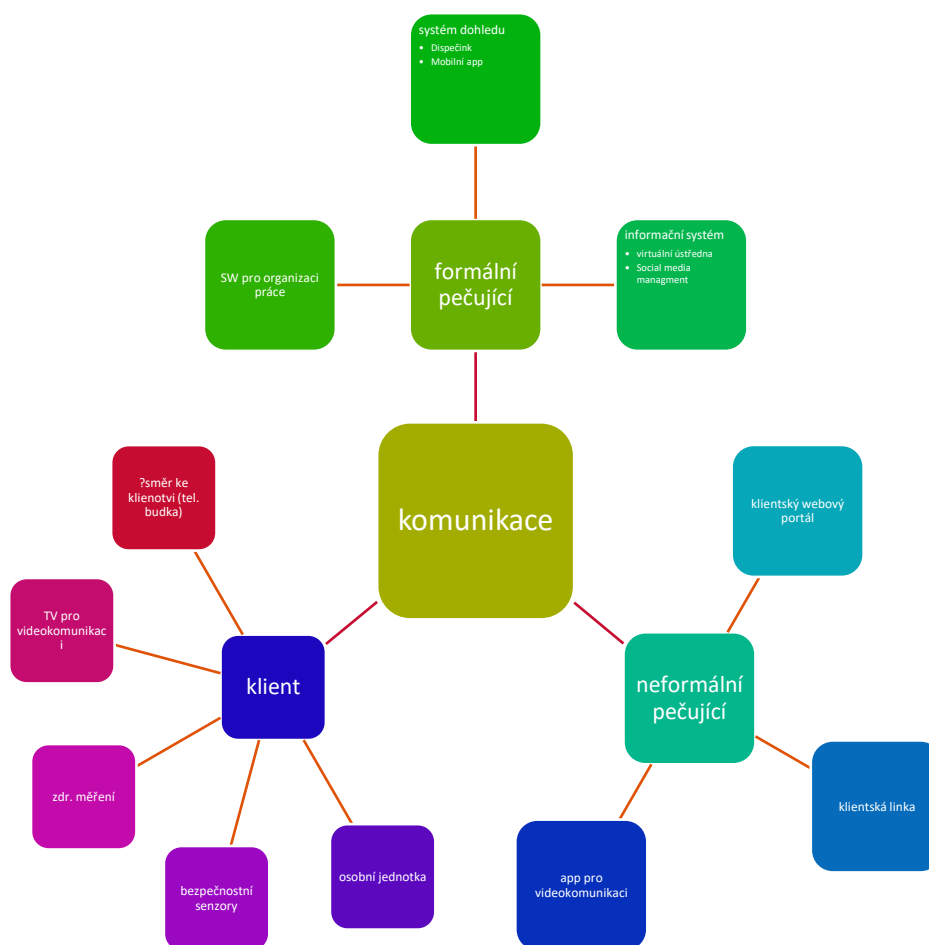 systém dohledu
• Dispečink
• Mobilní app
SW pro organizaci
práce
formální
pečující
informační systém
• virtuální ústředna
• Social media
managment
komunikace
?směr ke
klienotvi (tel.
budka)
TV pro
videokomunikac
i
klient
zdr. měření
bezpečnostní
senzory
osobní jednotka
klientský webový
portál
neformální
pečující
klientská linka
app pro
videokomunikaci